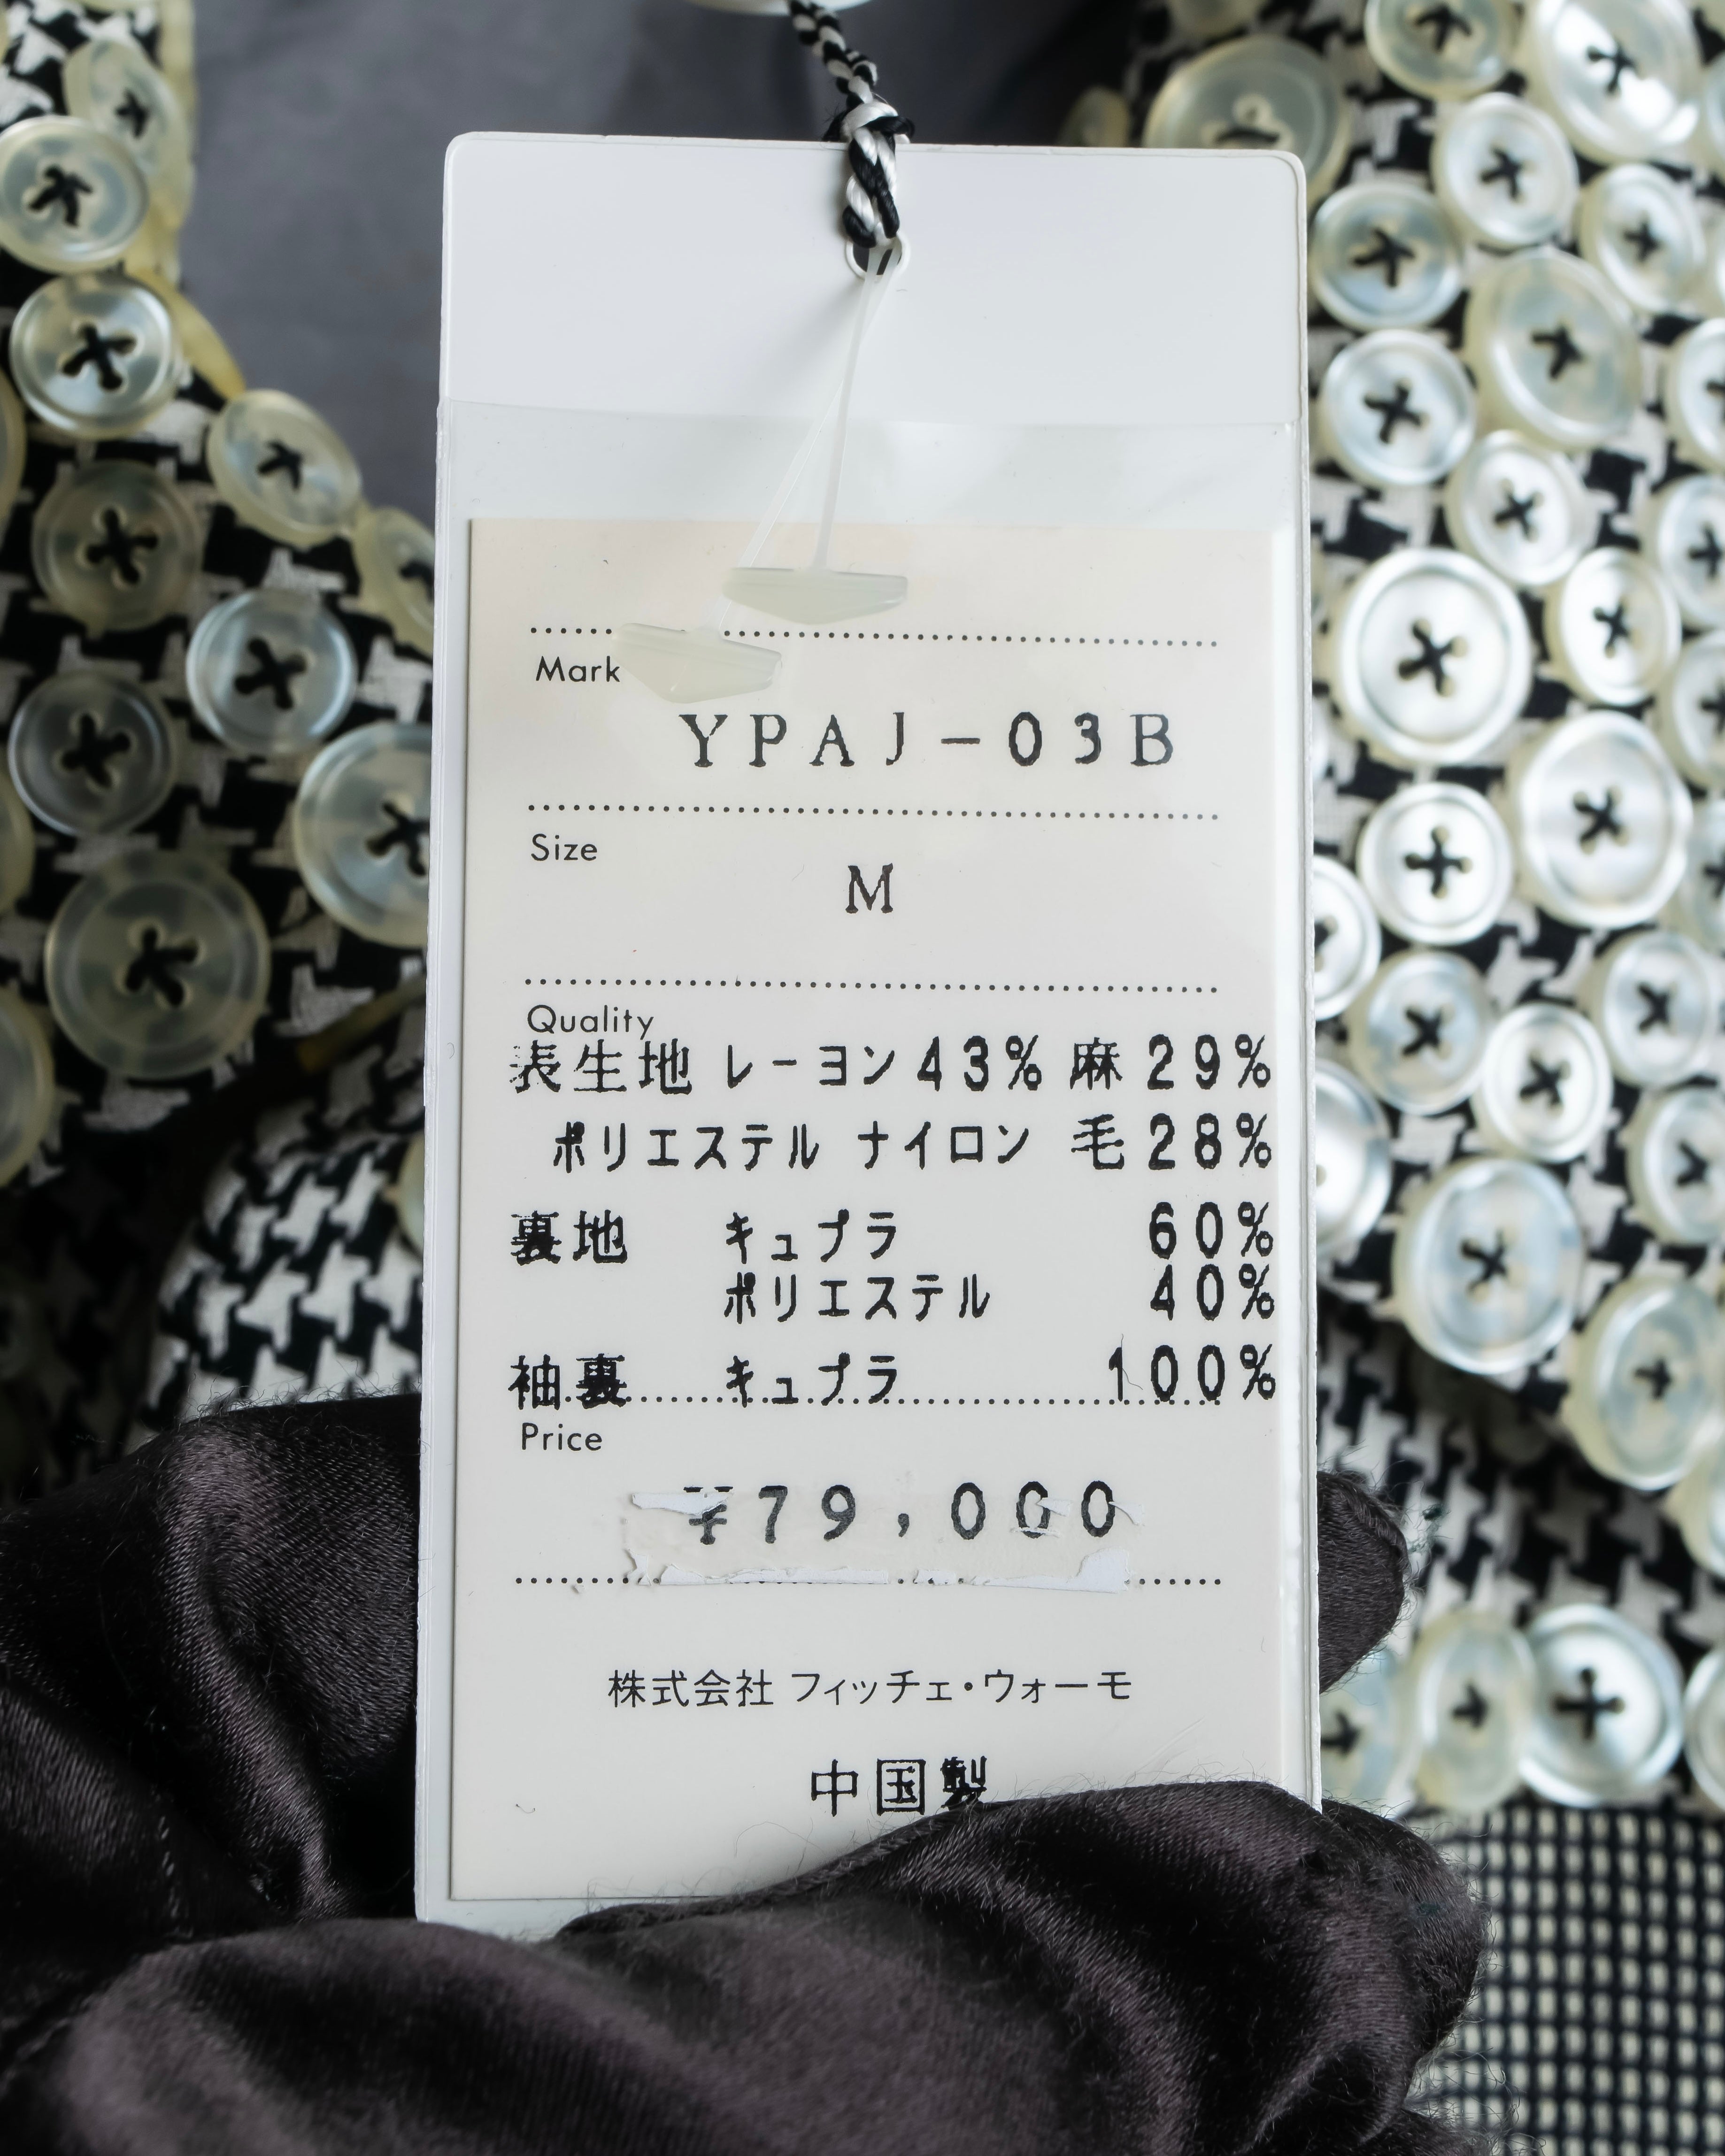 Mark
YPAJ-03B
Size
M
Quality
表生地 レーヨン43% 麻29%
ポリエステル ナイロン 毛28%
裏地 キュプラ 60%
ポリエステル 40%
袖裏 キュプラ 100%
Price
¥79,000
株式会社 フィッチェ・ウォーモ
中国製